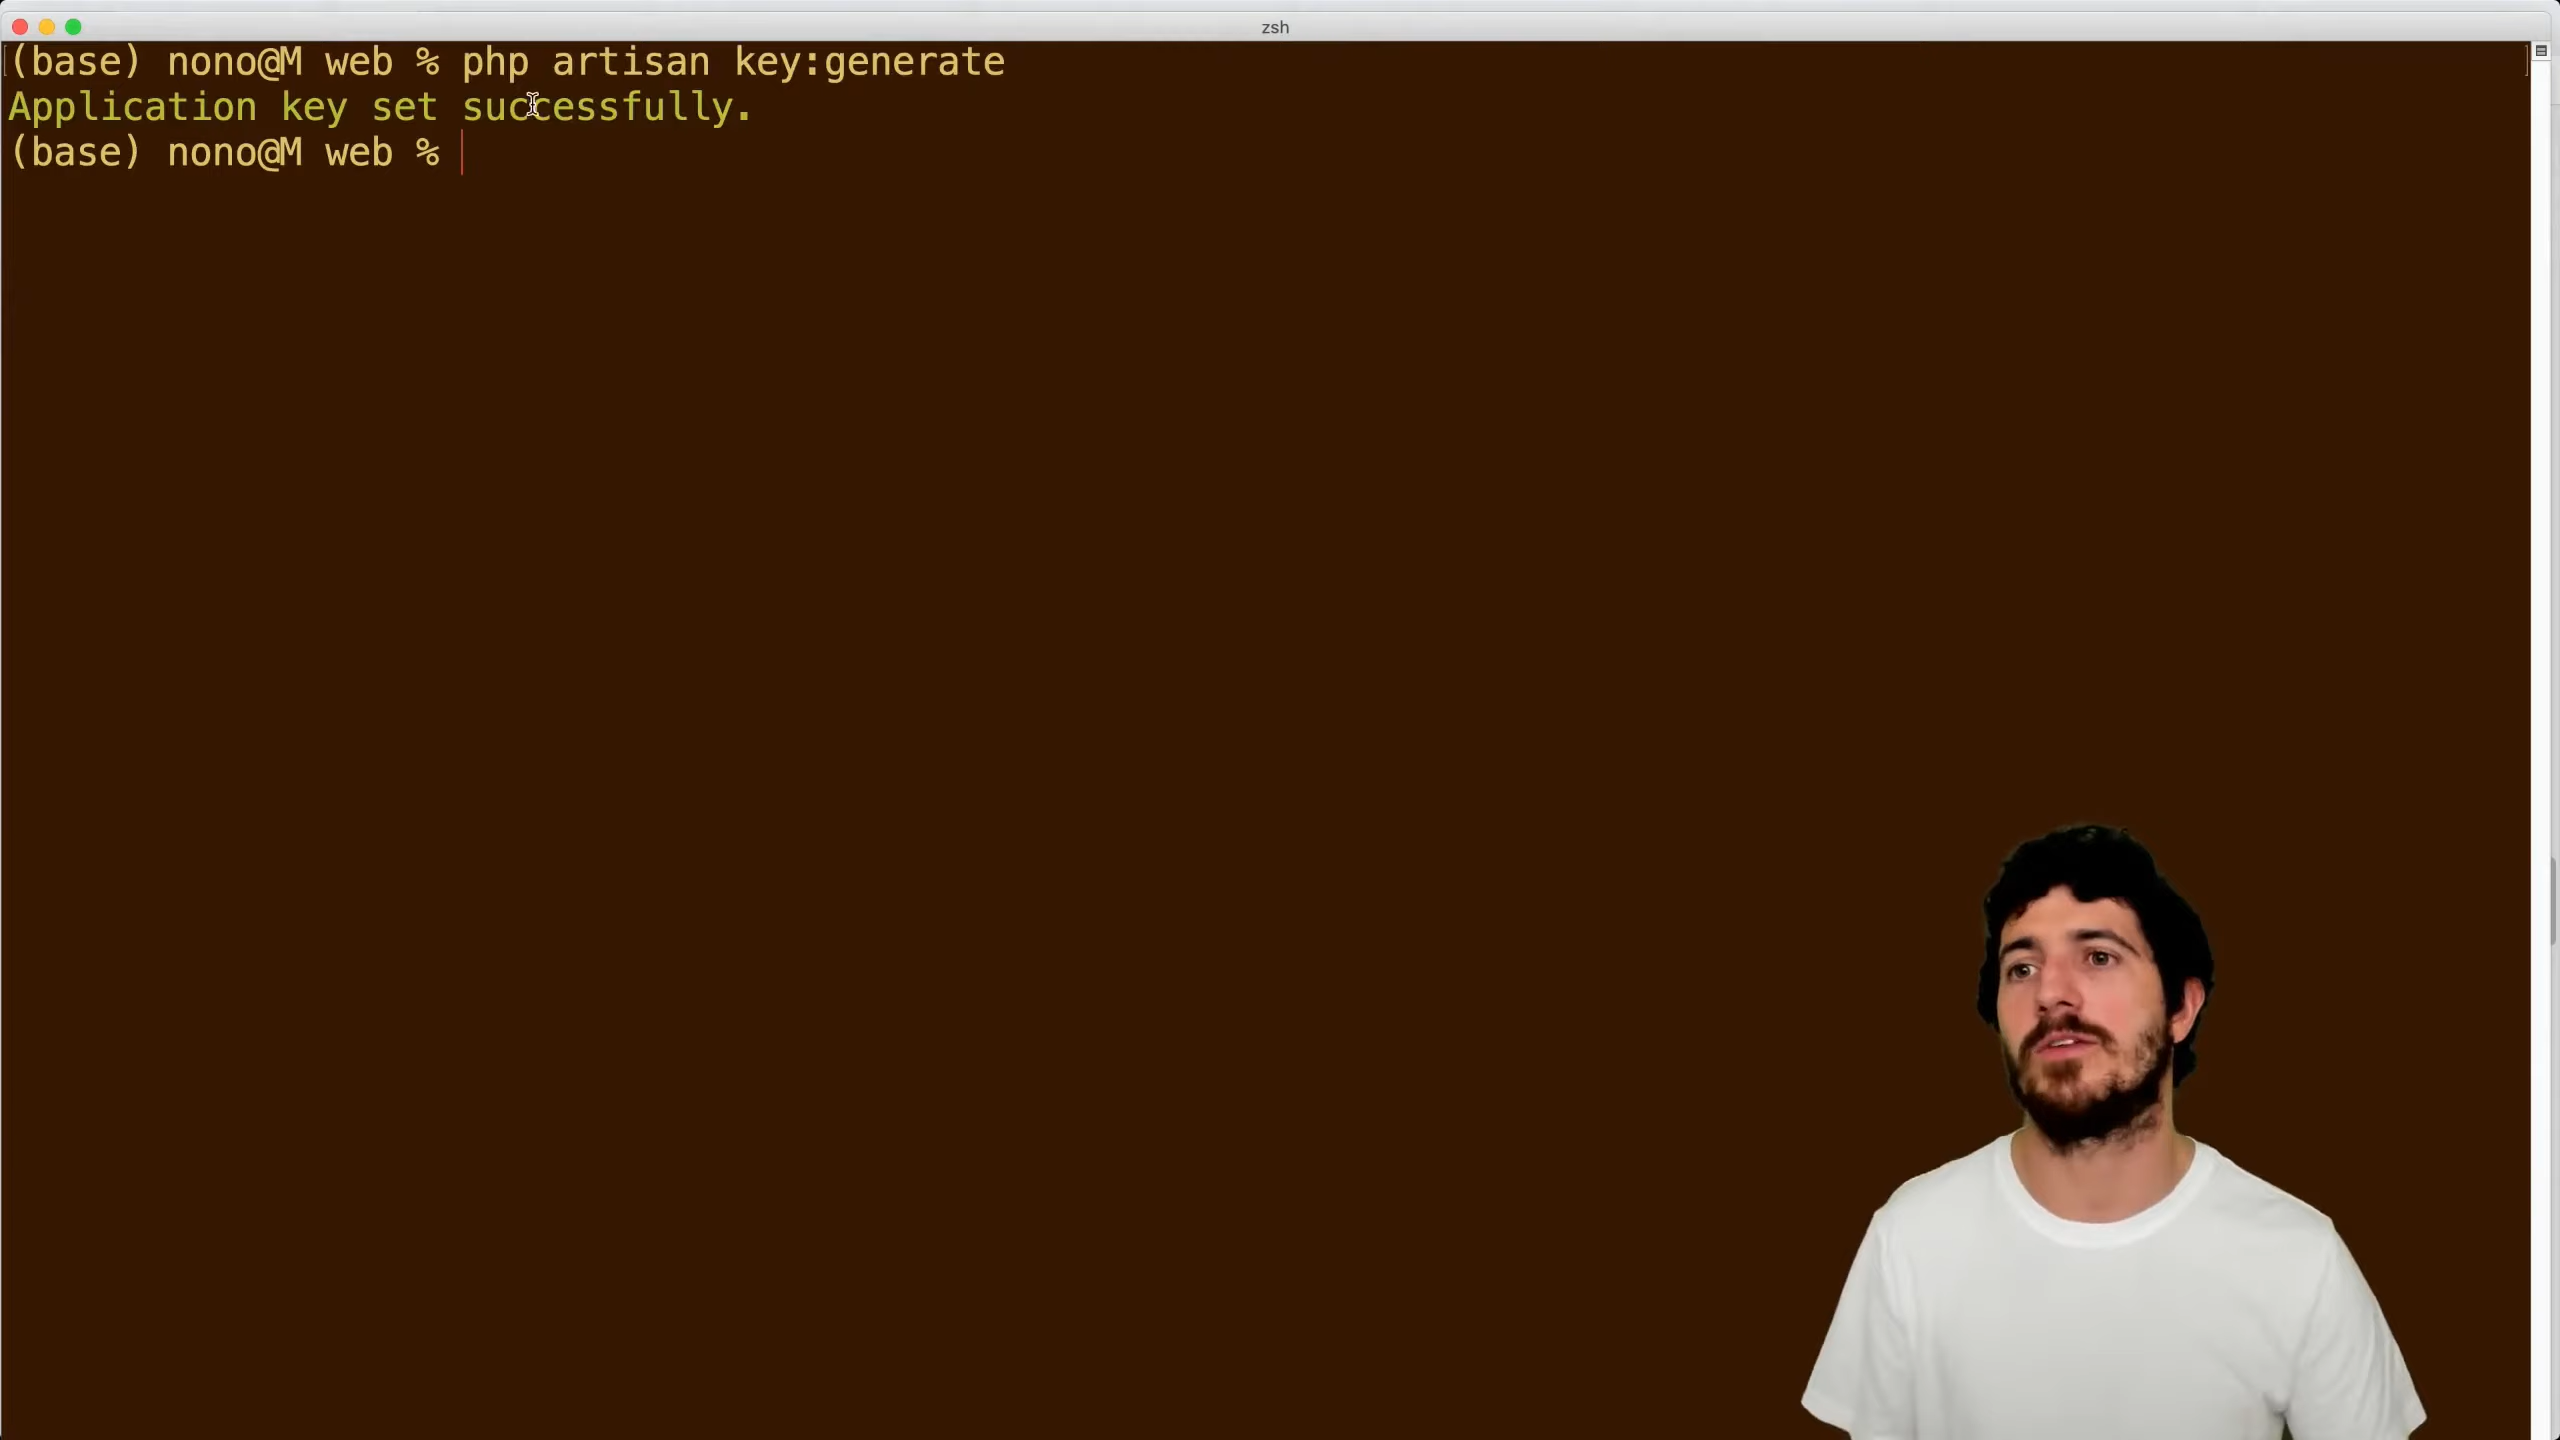 zsh
(base) nono@M web % php artisan key:generate
Application key set successfully.
(base) nono@M web %